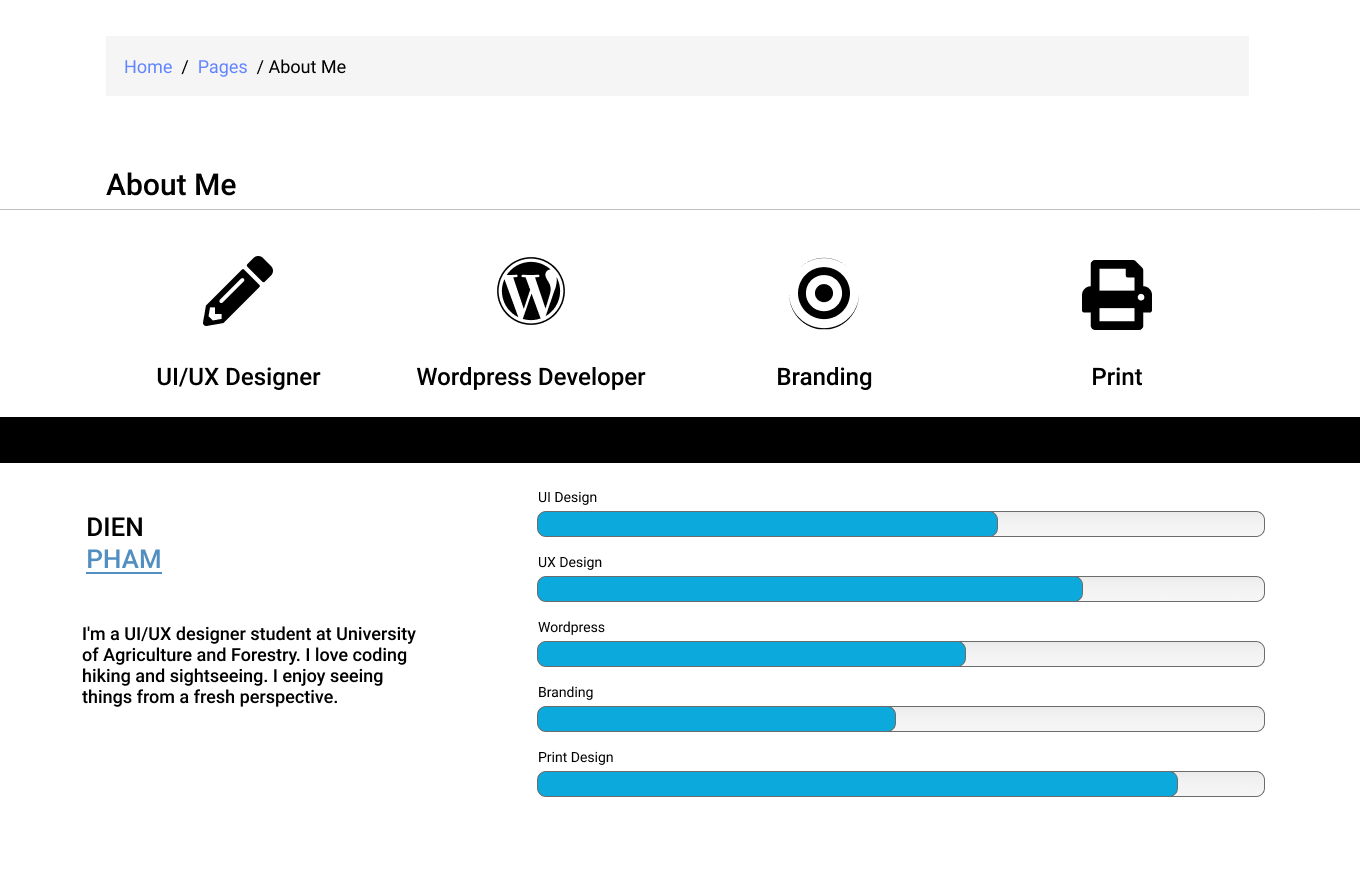 Home / Pages / About Me
About Me
UI/UX Designer
Wordpress Developer
Branding
Print
DIEN
PHAM
I'm a UI/UX designer student at University
of Agriculture and Forestry. I love coding
hiking and sightseeing. I enjoy seeing
things from a fresh perspective.
UI Design
UX Design
Wordpress
Branding
Print Design